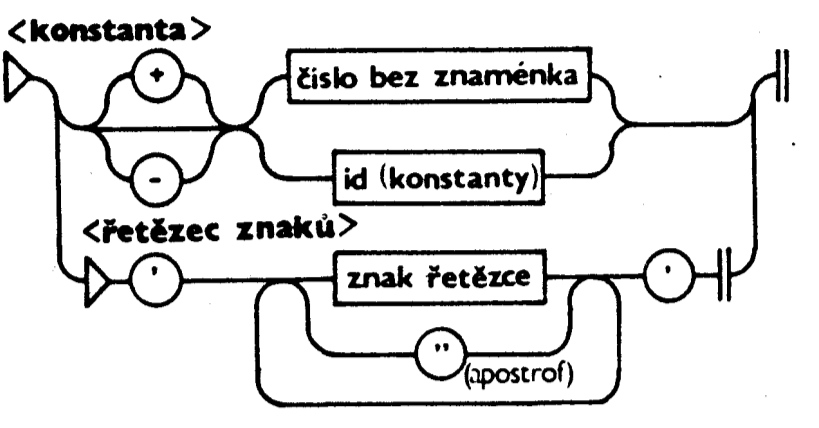 <konstanta>
+
číslo bez znaménka
-
id (konstanty)
<řetězec znaků>
' znak řetězce '
''
(apostrof)